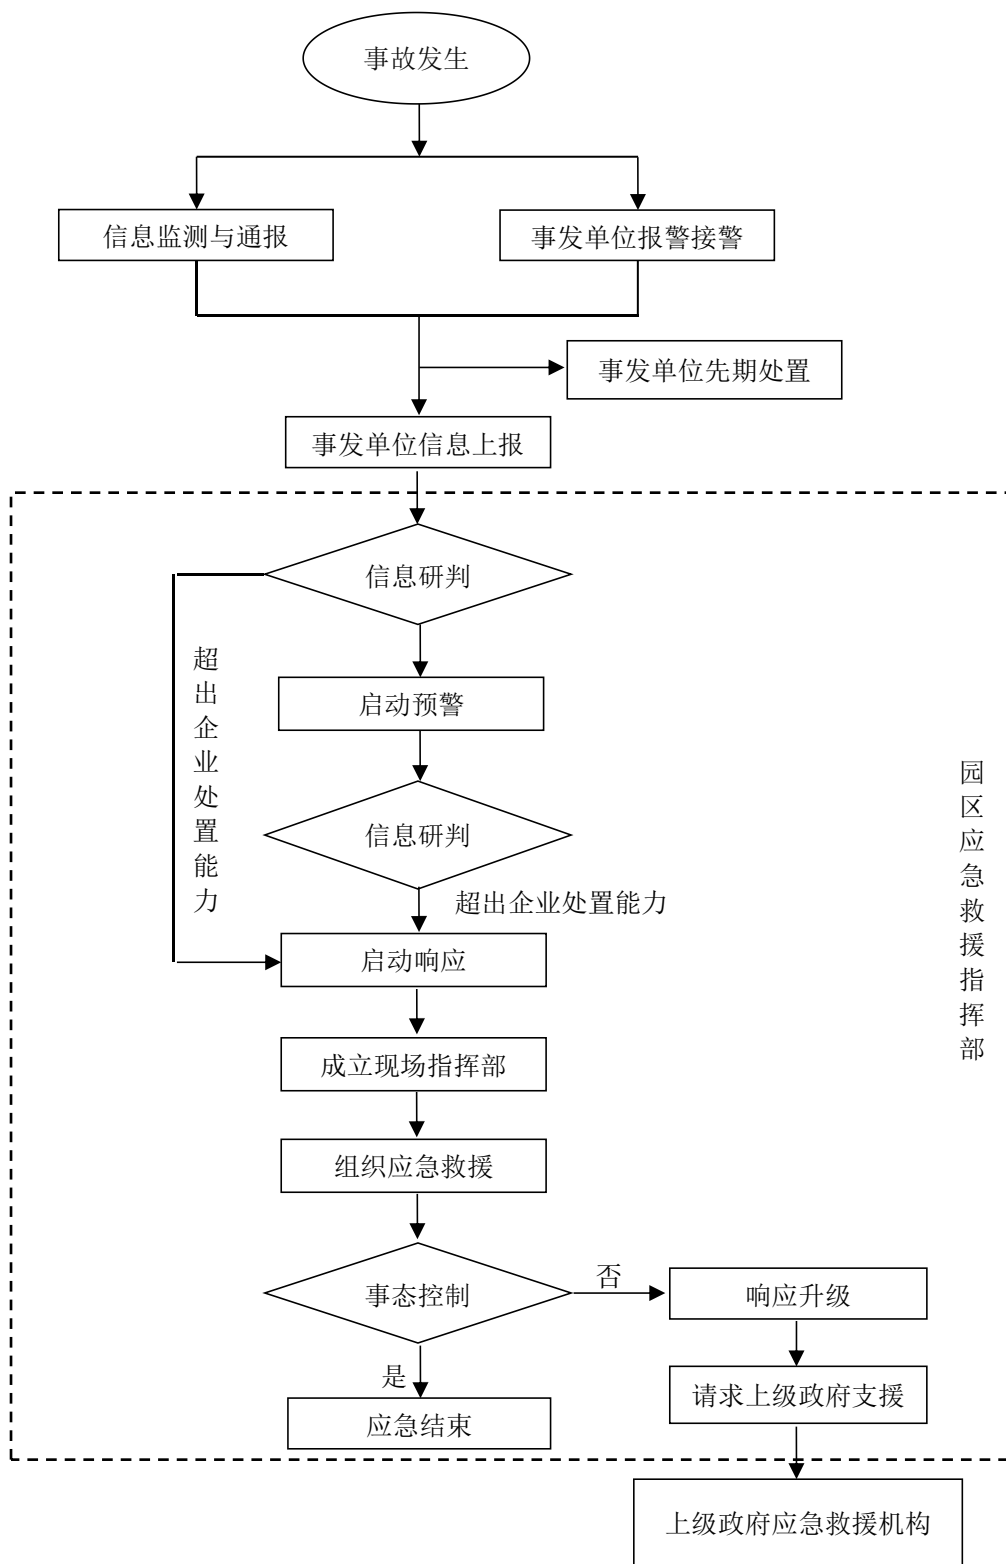 事故发生
信息监测与通报
事发单位报警接警
事发单位先期处置
事发单位信息上报
信息研判
超出企业处置能力
启动预警
信息研判
超出企业处置能力
启动响应
成立现场指挥部
组织应急救援
事态控制
否
响应升级
是
请求上级政府支援
应急结束
园区应急救援指挥部
上级政府应急救援机构